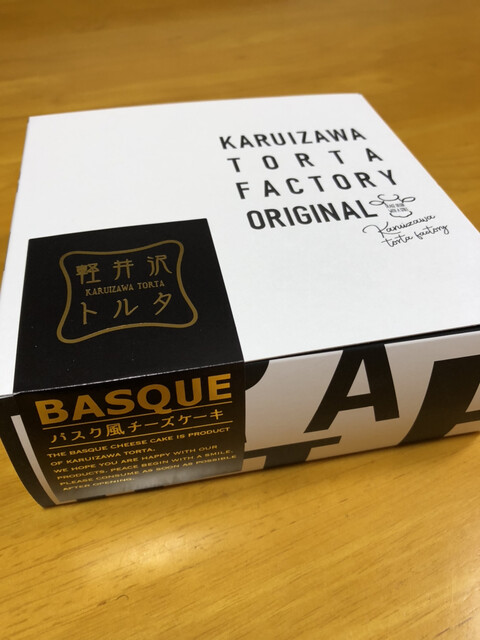 KARUIZAWA
TORTA
FACTORY
ORIGINAL
Karuizawa
torta factory
軽井沢
KARUIZAWA TORTA
トルタ
BASQUE
バスク風チーズケーキ
THE BASQUE CHEESE CAKE IS PRODUCT
OF KARUIZAWA TORTA.
WE HOPE YOU ARE HAPPY WITH OUR
PRODUCTS, PEACE BEGIN WITH A SMILE.
PLEASE CONSUME AS SOON AS POSSIBLE
AFTER OPENING.